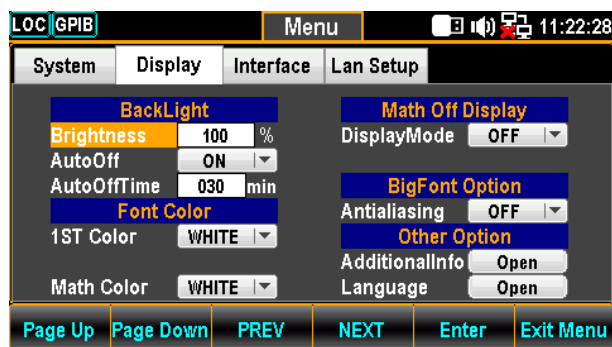 LOC GPIB Menu 11:22:28
System Display Interface Lan Setup
BackLight
Brightness 100 %
AutoOff ON
AutoOffTime 030 min
Font Color
1ST Color WHITE
Math Color WHITE
Math Off Display
DisplayMode OFF
BigFont Option
Antialiasing OFF
Other Option
AdditionalInfo Open
Language Open
Page Up Page Down PREV NEXT Enter Exit Menu